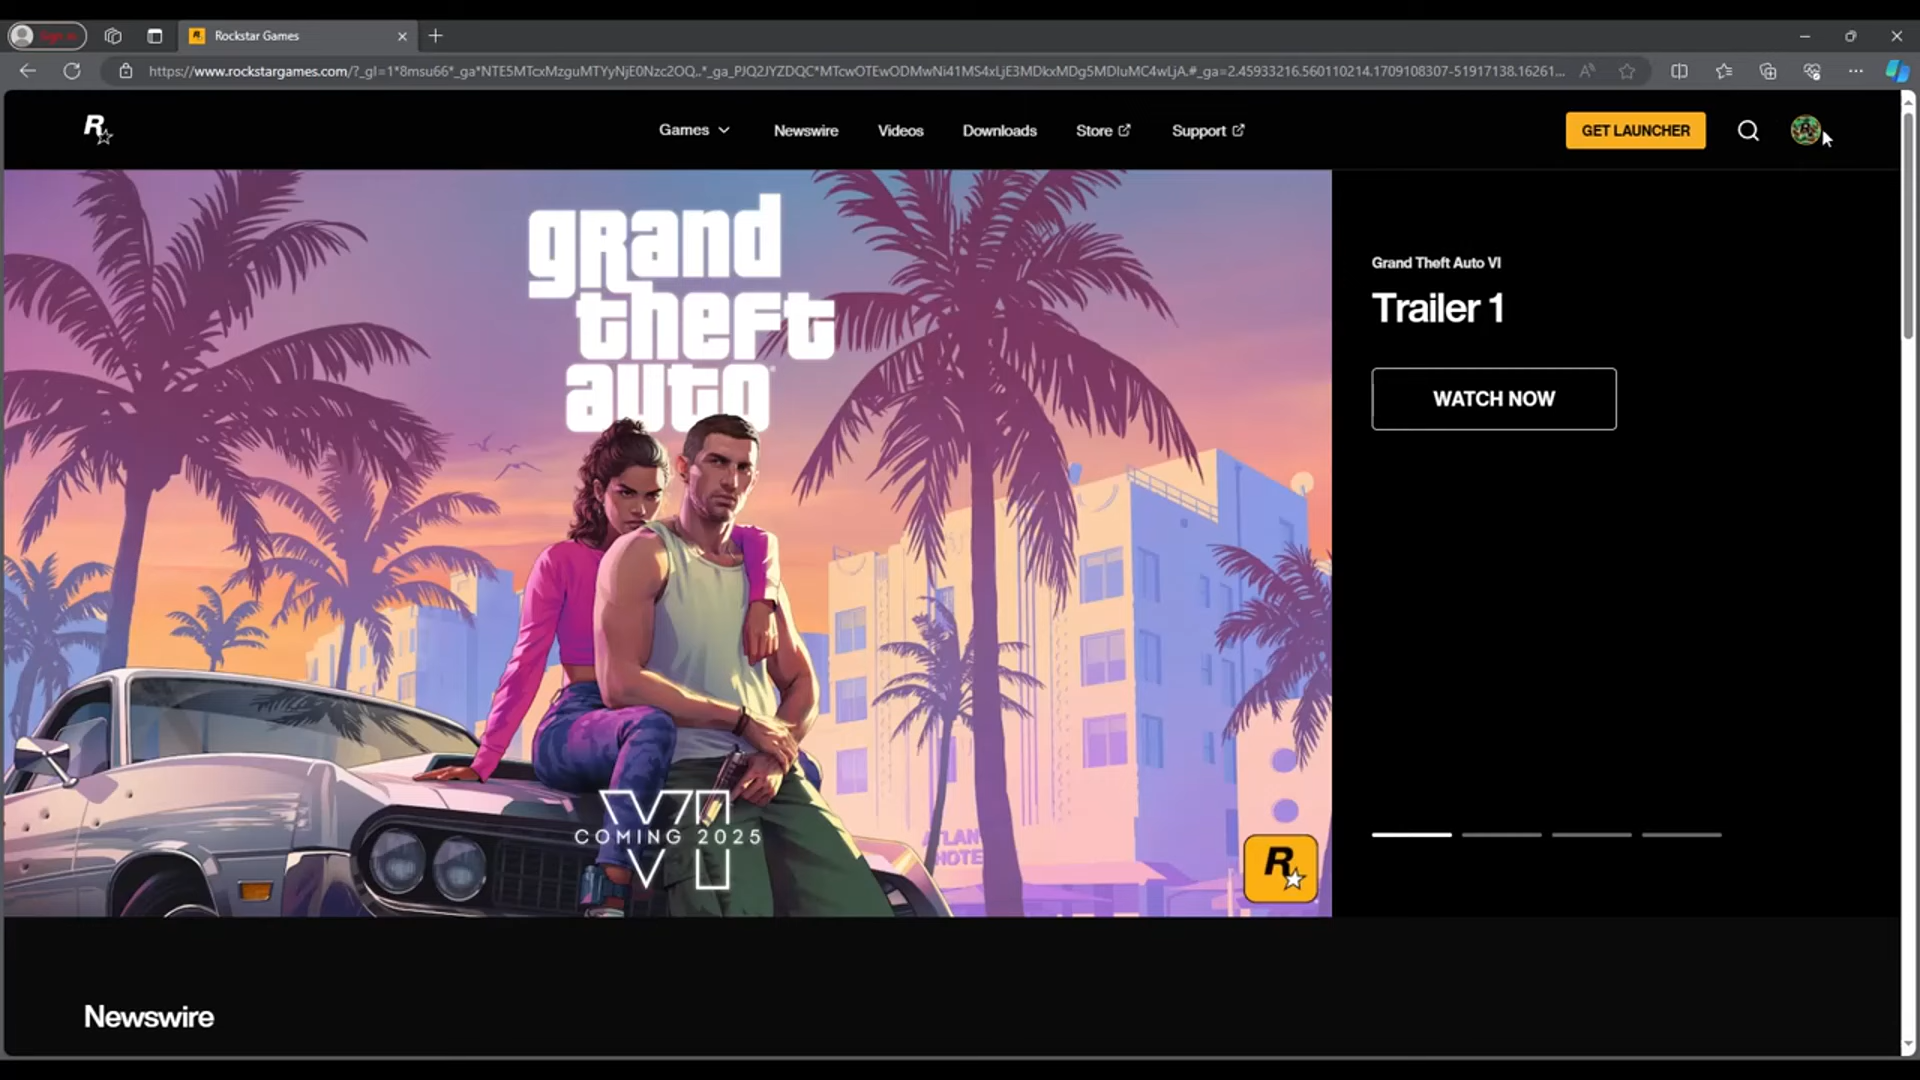 Rockstar Games
https://www.rockstargames.com/?_gl=1*8msu66*_ga*NTE5MTcxMzguMTYyNjE0Nzc2OQ..*_ga_PJQ2JYZDQC*MTcwOTEwODMwNi41MS4xLjE3MDkxMDg5MDIuMC4wLjA.#_ga=2.45933216.560110214.1709108307-51917138.16261...
R
Games
Newswire
Videos
Downloads
Store
Support
GET LAUNCHER
grand
theft
auto
VI
COMING 2025
R
Grand Theft Auto VI
Trailer 1
WATCH NOW
Newswire